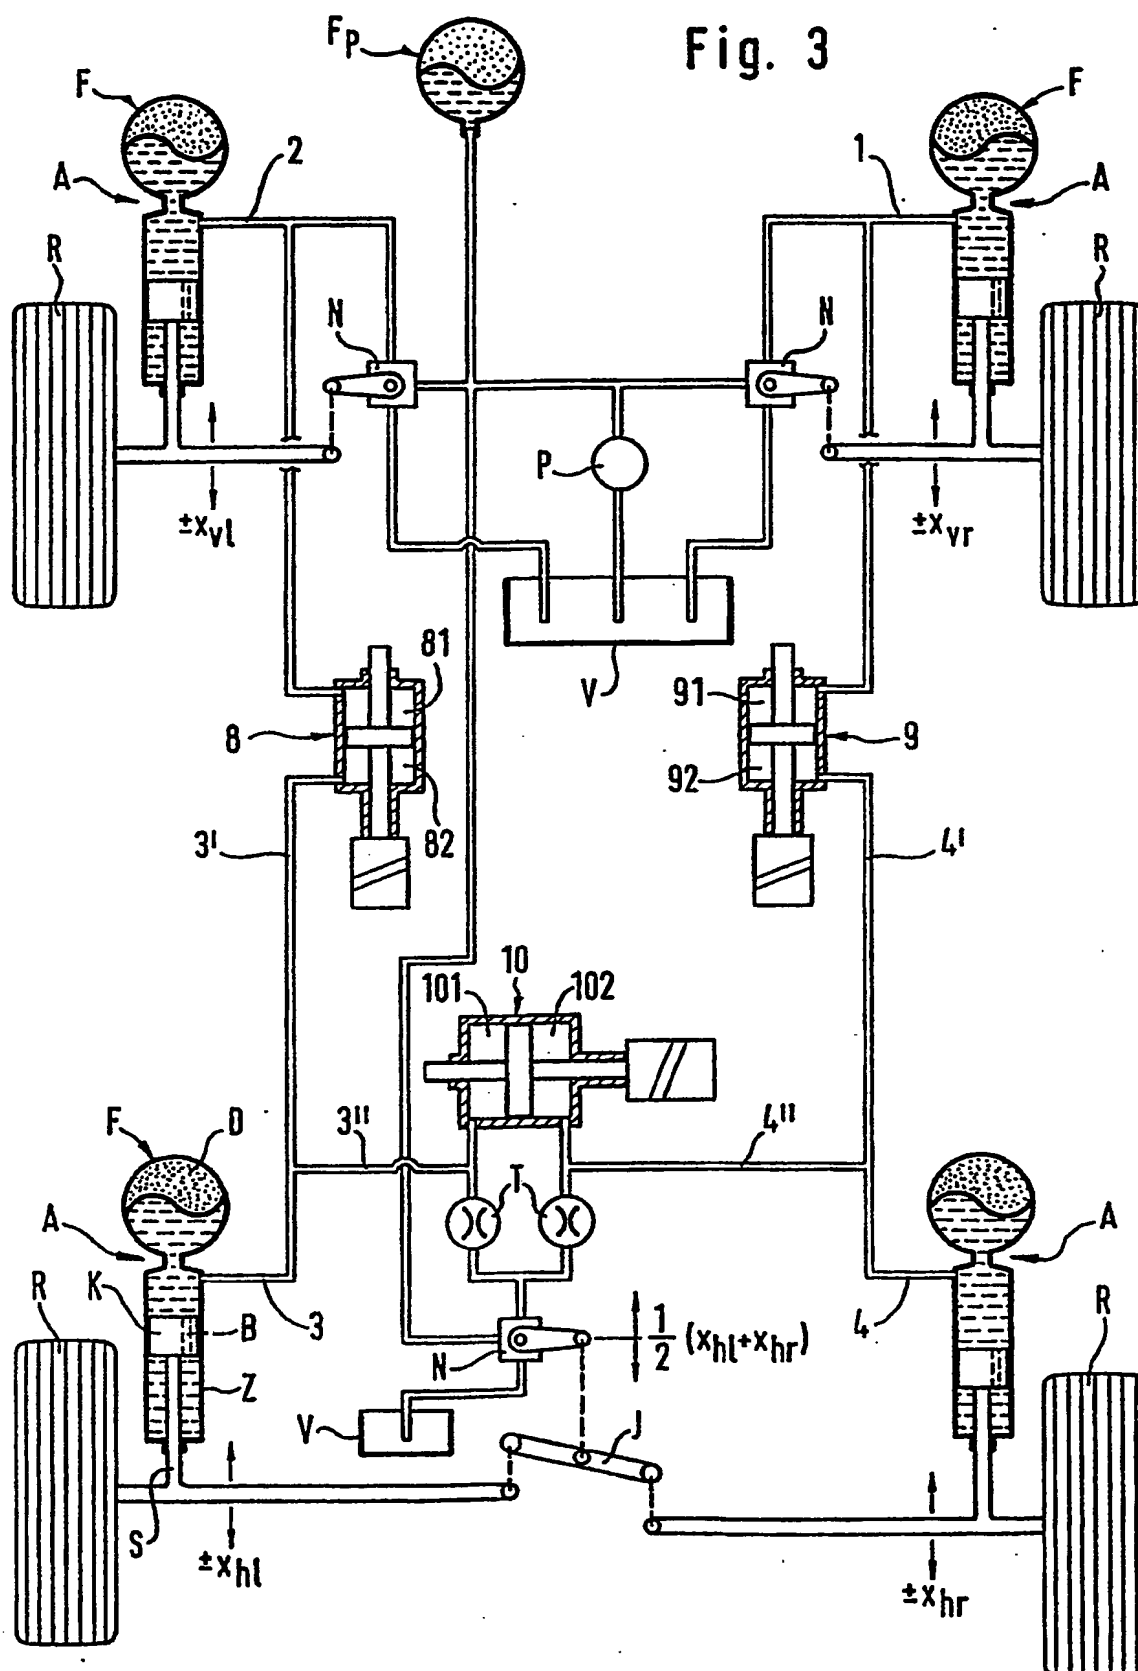 Fig. 3
Fp
F
F
A
2
1
A
R
N
N
R
P
±xvl
±xvr
V
81
8
82
91
9
92
3'
4'
10
101
102
3"
4"
F
D
A
T
A
K
R
B
3
Z
N
1/2 (xhl+xhr)
4
R
V
J
S
±xhl
±xhr